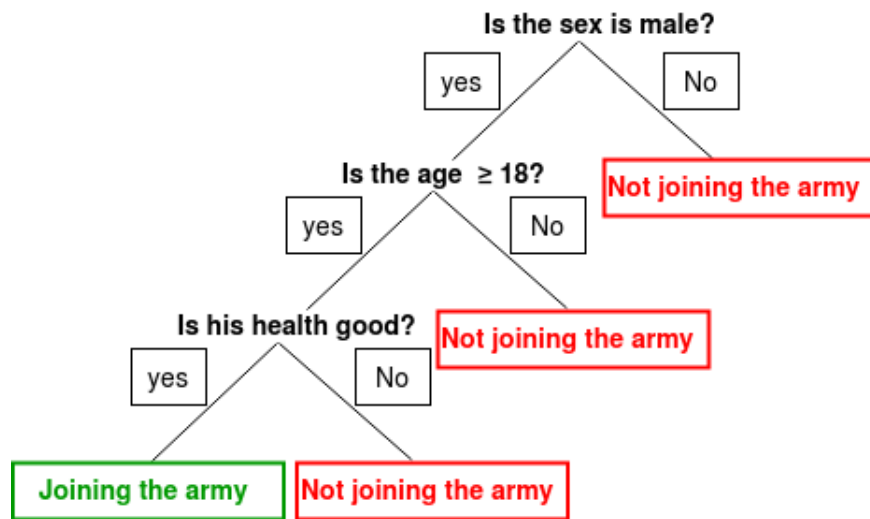 Is the sex is male?
yes
No
Is the age ≥ 18?
Not joining the army
yes
No
Is his health good?
Not joining the army
yes
No
Joining the army
Not joining the army